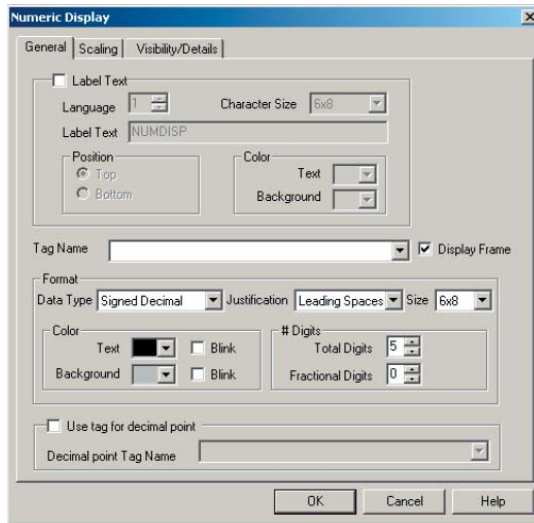 Numeric Display
General Scaling Visibility/Details
Label Text
Language 1 Character Size 6x8
Label Text NUMDISP
Position Color
Top Text
Bottom Background
Tag Name Display Frame
Format
Data Type Signed Decimal Justification Leading Spaces Size 6x8
Color # Digits
Text Blink Total Digits 5
Background Blink Fractional Digits 0
Use tag for decimal point
Decimal point Tag Name
OK Cancel Help